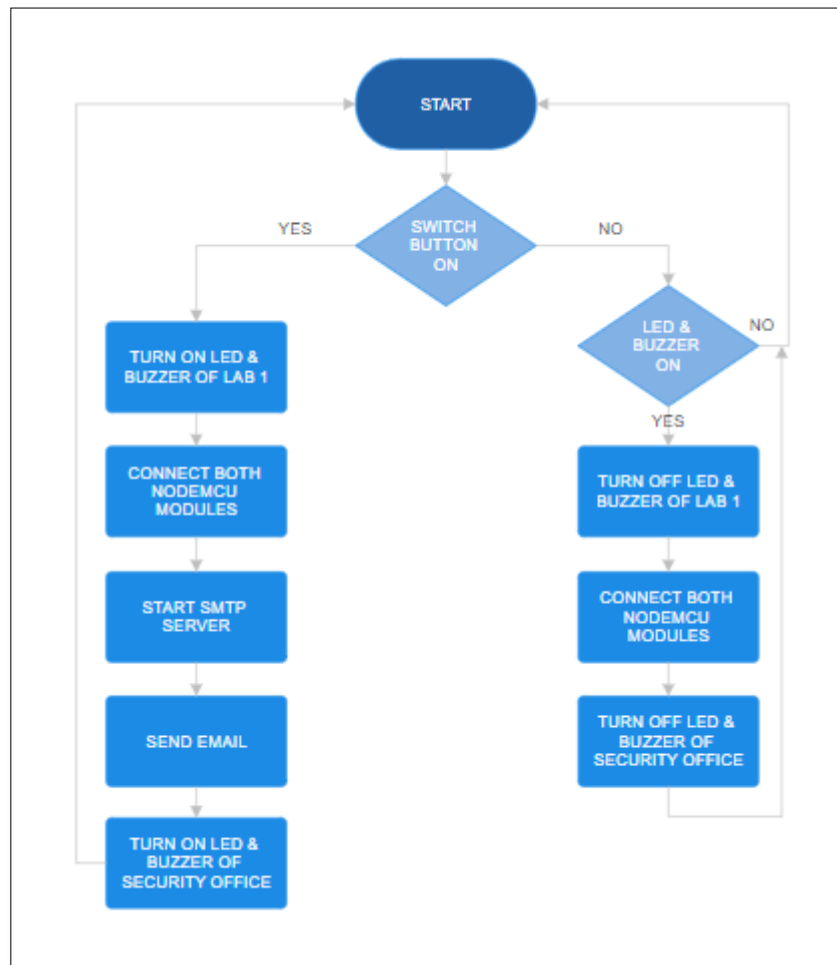 START
SWITCH
BUTTON
ON
YES
NO
TURN ON LED &
BUZZER OF LAB 1
CONNECT BOTH
NODEMCU
MODULES
START SMTP
SERVER
SEND EMAIL
TURN ON LED &
BUZZER OF
SECURITY OFFICE
LED &
BUZZER
ON
NO
YES
TURN OFF LED &
BUZZER OF LAB 1
CONNECT BOTH
NODEMCU
MODULES
TURN OFF LED &
BUZZER OF
SECURITY OFFICE